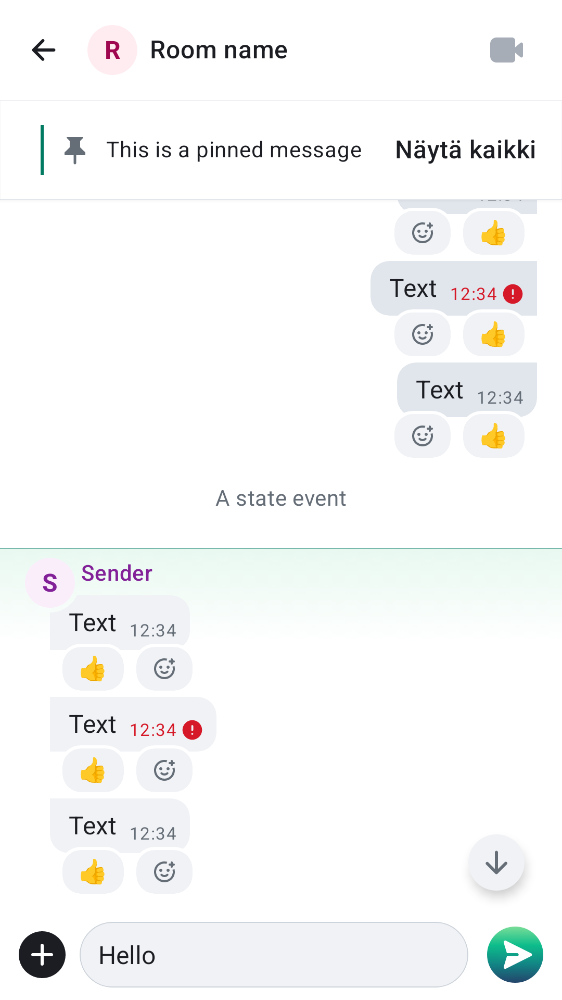 R
Room name
This is a pinned message
Näytä kaikki
Text 12:34
Text 12:34
A state event
S
Sender
Text 12:34
Text 12:34
Text 12:34
Hello